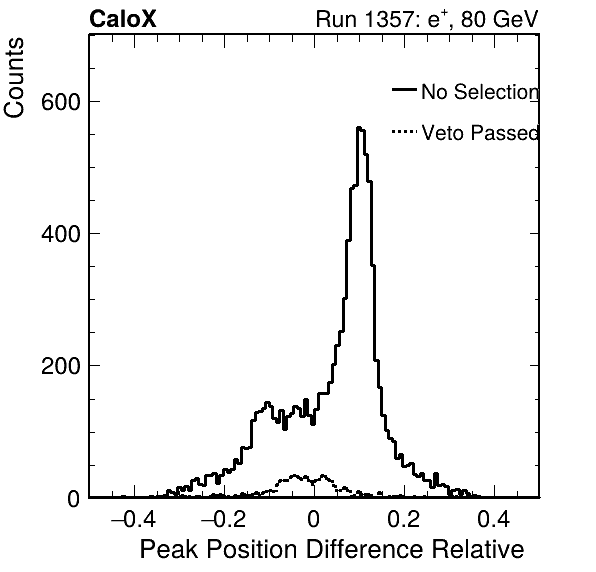 CaloX Run 1357: e⁺, 80 GeV
Counts
No Selection
Veto Passed
600
400
200
0
−0.4 −0.2 0 0.2 0.4
Peak Position Difference Relative